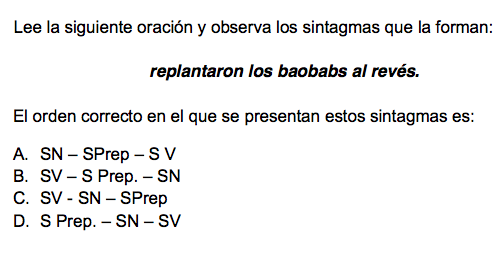 Lee la siguiente oración y observa los sintagmas que la forman:
replantaron los baobabs al revés.
El orden correcto en el que se presentan estos sintagmas es:
A. SN – SPrep – S V
B. SV – S Prep. – SN
C. SV - SN – SPrep
D. S Prep. – SN – SV